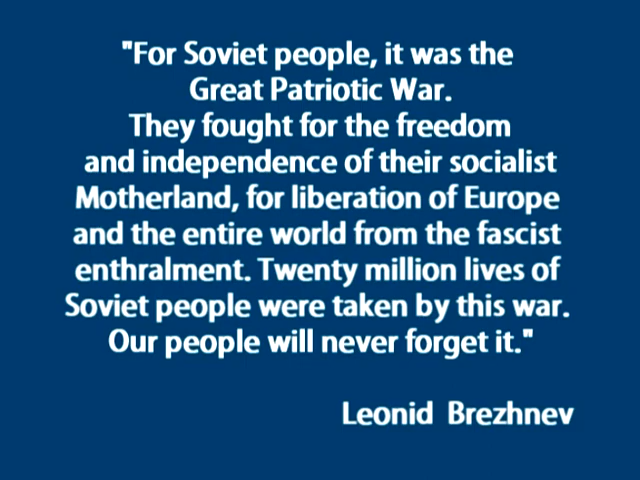 "For Soviet people, it was the
Great Patriotic War.
They fought for the freedom
and independence of their socialist
Motherland, for liberation of Europe
and the entire world from the fascist
enthralment. Twenty million lives of
Soviet people were taken by this war.
Our people will never forget it."
Leonid Brezhnev